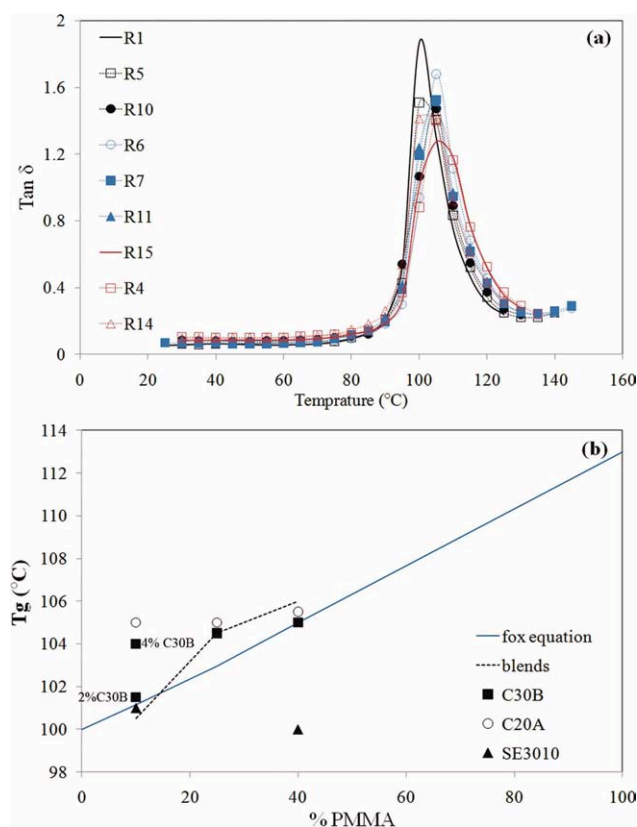 (a)
2
1.6
1.2
0.8
0.4
0
Tan δ
R1
R5
R10
R6
R7
R11
R15
R4
R14
0 20 40 60 80 100 120 140 160
Temprature (°C)
(b)
114
112
110
108
106
104
102
100
98
Tg (°C)
4% C30B
2%C30B
fox equation
blends
C30B
C20A
SE3010
0 20 40 60 80 100
% PMMA